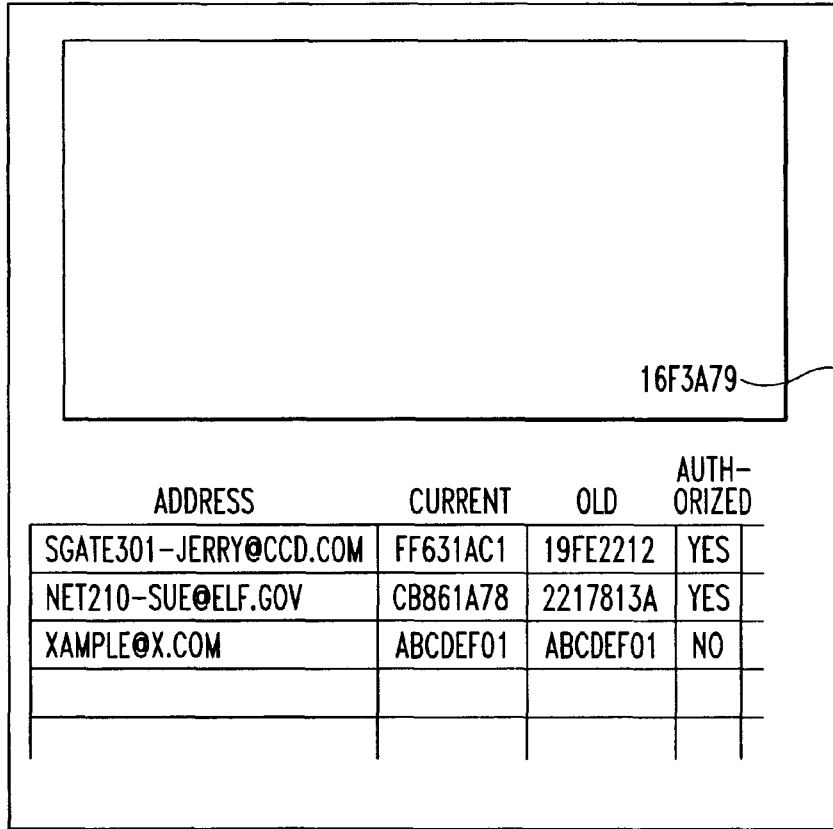 16F3A79
ADDRESS CURRENT OLD AUTH-
ORIZED
SGATE301-JERRY@CCD.COM FF631AC1 19FE2212 YES
NET210-SUE@ELF.GOV CB861A78 2217813A YES
XAMPLE@X.COM ABCDEF01 ABCDEF01 NO